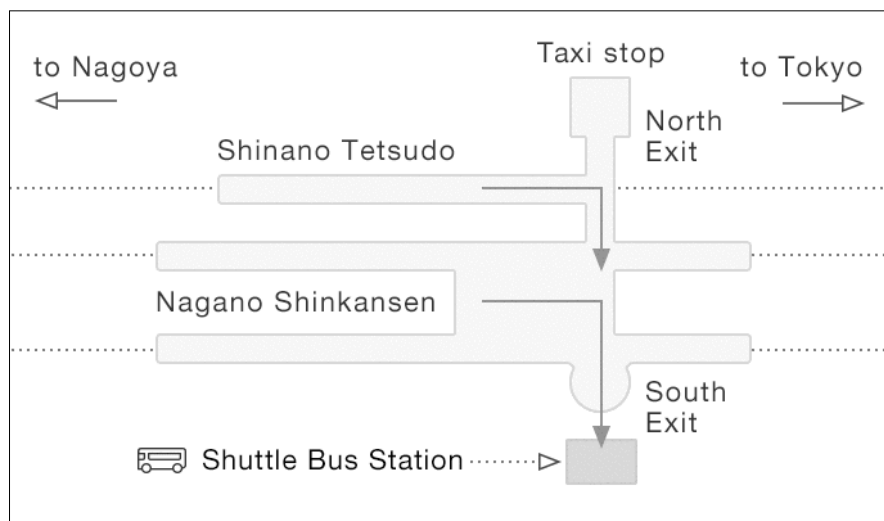 Taxi stop
to Nagoya
to Tokyo
North
Exit
Shinano Tetsudo
Nagano Shinkansen
South
Exit
Shuttle Bus Station